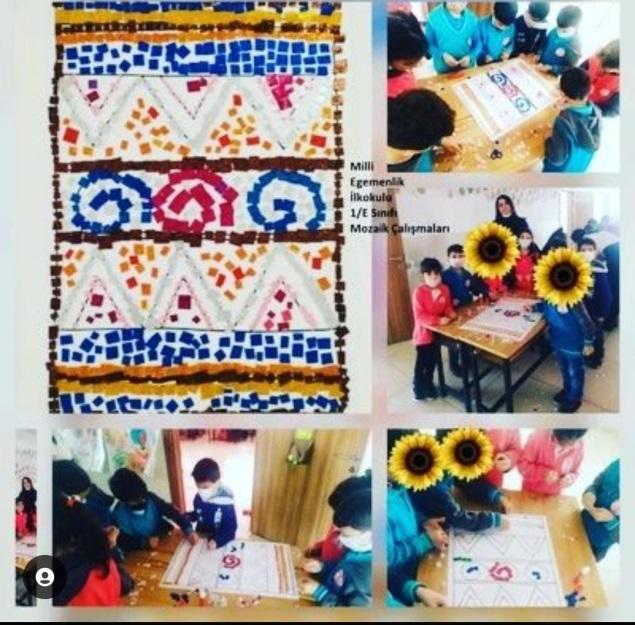 Milli
Egemenlik
İlkokulu
1/E Sınıfı
Mozaik Çalışmaları